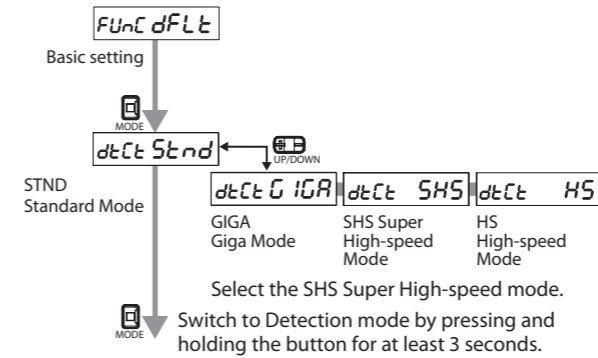 FUnC dFLt
Basic setting
MODE
dtCt Stnd
UP/DOWN
STND
Standard Mode
dtCt GIGA
dtCt SHS
dtCt HS
GIGA
Giga Mode
SHS Super
High-speed
Mode
HS
High-speed
Mode
Select the SHS Super High-speed mode.
MODE
Switch to Detection mode by pressing and
holding the button for at least 3 seconds.